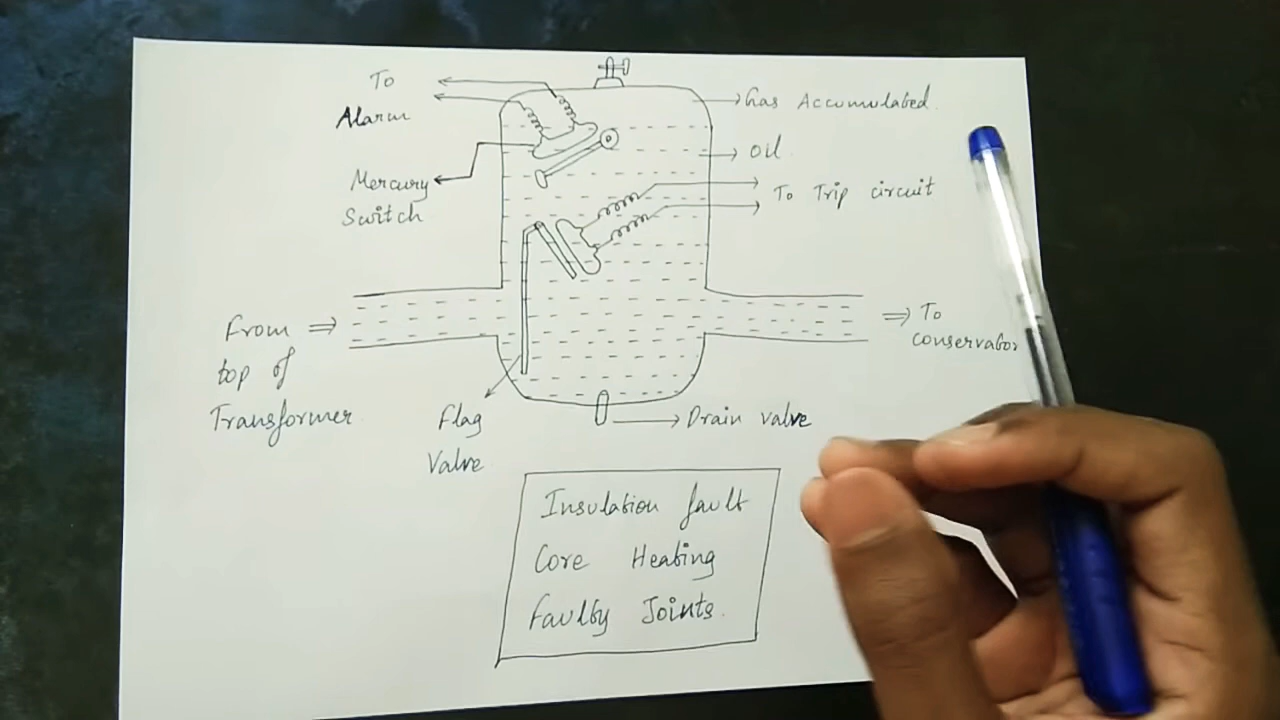 To
Alarm
Mercury
Switch
Gas Accumulated.
Oil
To Trip circuit
From
top of
Transformer
To
conservator
Flag
Valve
Drain valve
Insulation fault
Core Heating
Faulty Joints.